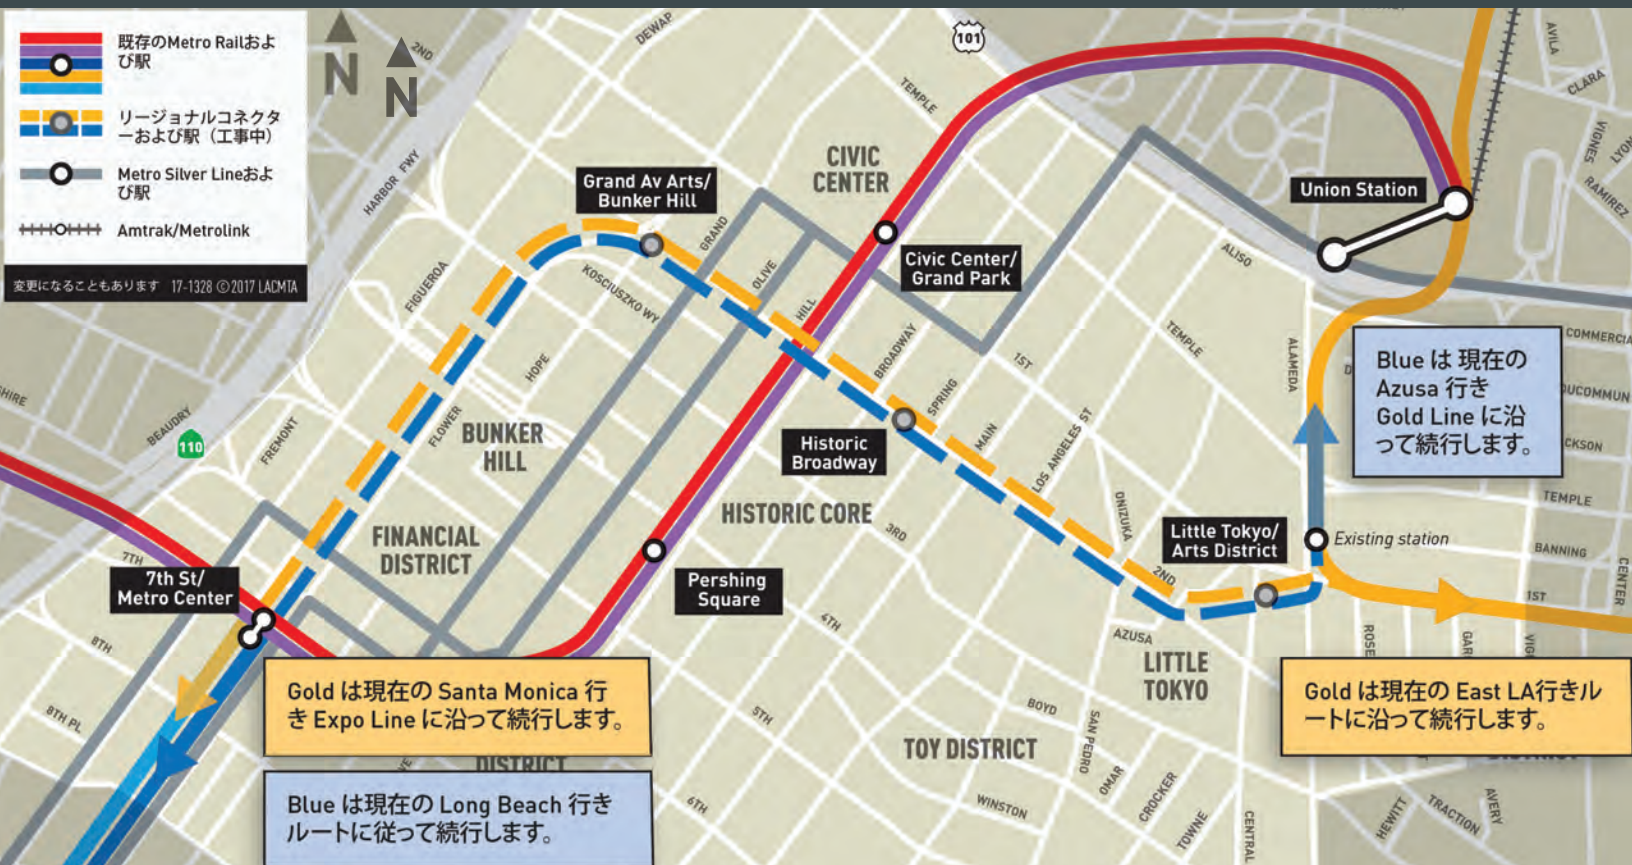 既存のMetro Railおよ
び駅
リージョナルコネクタ
ーおよび駅（工事中）
Metro Silver Lineおよ
び駅
Amtrak/Metrolink
変更になることもあります 17-1328 ©2017 LACMTA
N
N
2ND
DEWAP
HARBOR FWY
101
TEMPLE
CIVIC
CENTER
Grand Av Arts/
Bunker Hill
GRAND
Civic Center/
Grand Park
Union Station
AVILA
CLARA
VIGNES
LYON
RAMIREZ
ALISO
FIGUEROA
KOSCIUSZKO WY
OLIVE
HILL
BROADWAY
1ST
TEMPLE
ALAMEDA
COMMERCIA
DUCOMMUN
CKSON
TEMPLE
BANNING
CENTER
1ST
Blue は 現在の
Azusa 行き
Gold Line に沿
って続行します。
HIRE
BEAUDRY
110
FREMONT
FLOWER
HOPE
BUNKER
HILL
FINANCIAL
DISTRICT
Historic
Broadway
SPRING
MAIN
LOS ANGELES ST
HISTORIC CORE
3RD
ONIZUKA
Little Tokyo/
Arts District
Existing station
7TH
7th St/
Metro Center
Pershing
Square
2ND
4TH
AZUSA
LITTLE
TOKYO
ROSE
GAR
VIG
8TH
8TH PL
Gold は現在の Santa Monica 行
き Expo Line に沿って続行します。
Gold は現在の East LA行きル
ートに沿って続行します。
5TH
BOYD
SAN PEDRO
TOY DISTRICT
DISTRICT
DISTRICT
VE
Blue は現在の Long Beach 行き
ルートに従って続行します。
6TH
WINSTON
OMAR
CROCKER
TOWNE
CENTRAL
HEWITT
TRACTION
AVERY